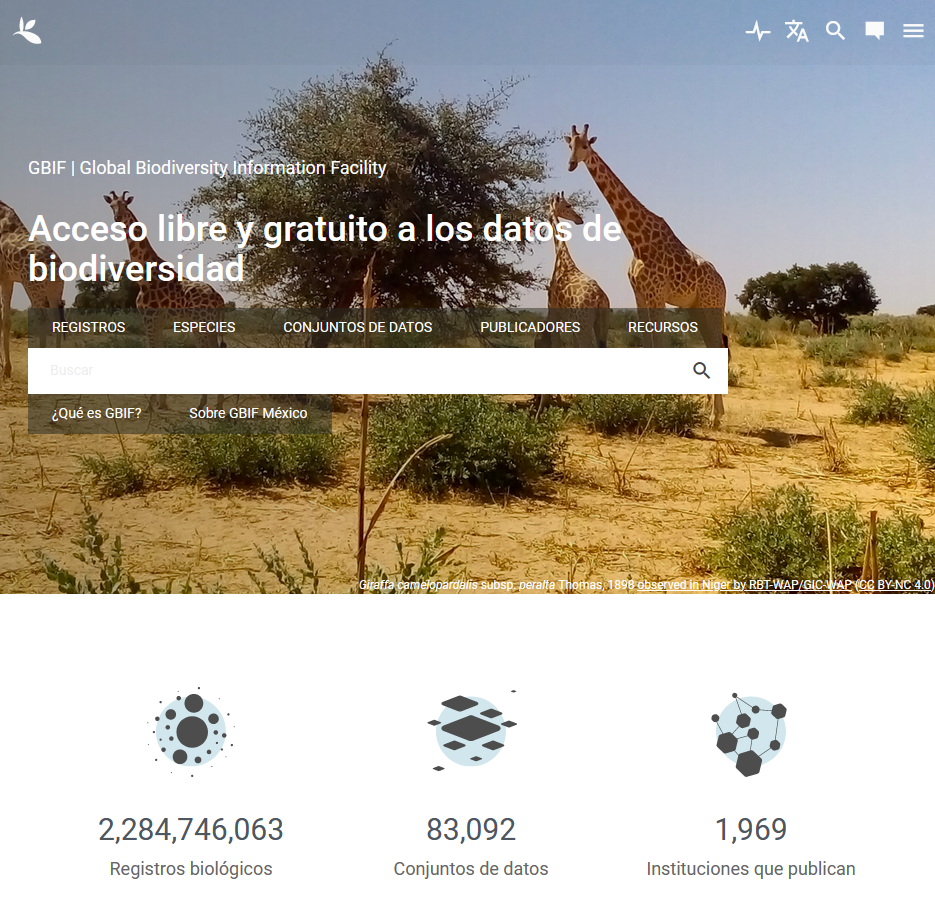 GBIF | Global Biodiversity Information Facility
Acceso libre y gratuito a los datos de
biodiversidad
REGISTROS ESPECIES CONJUNTOS DE DATOS PUBLICADORES RECURSOS
Buscar
¿Qué es GBIF? Sobre GBIF México
Giraffa camelopardalis subsp. peralta Thomas, 1898 observed in Niger by RBT-WAP/GIC-WAP (CC BY-NC 4.0)
2,284,746,063 83,092 1,969
Registros biológicos Conjuntos de datos Instituciones que publican